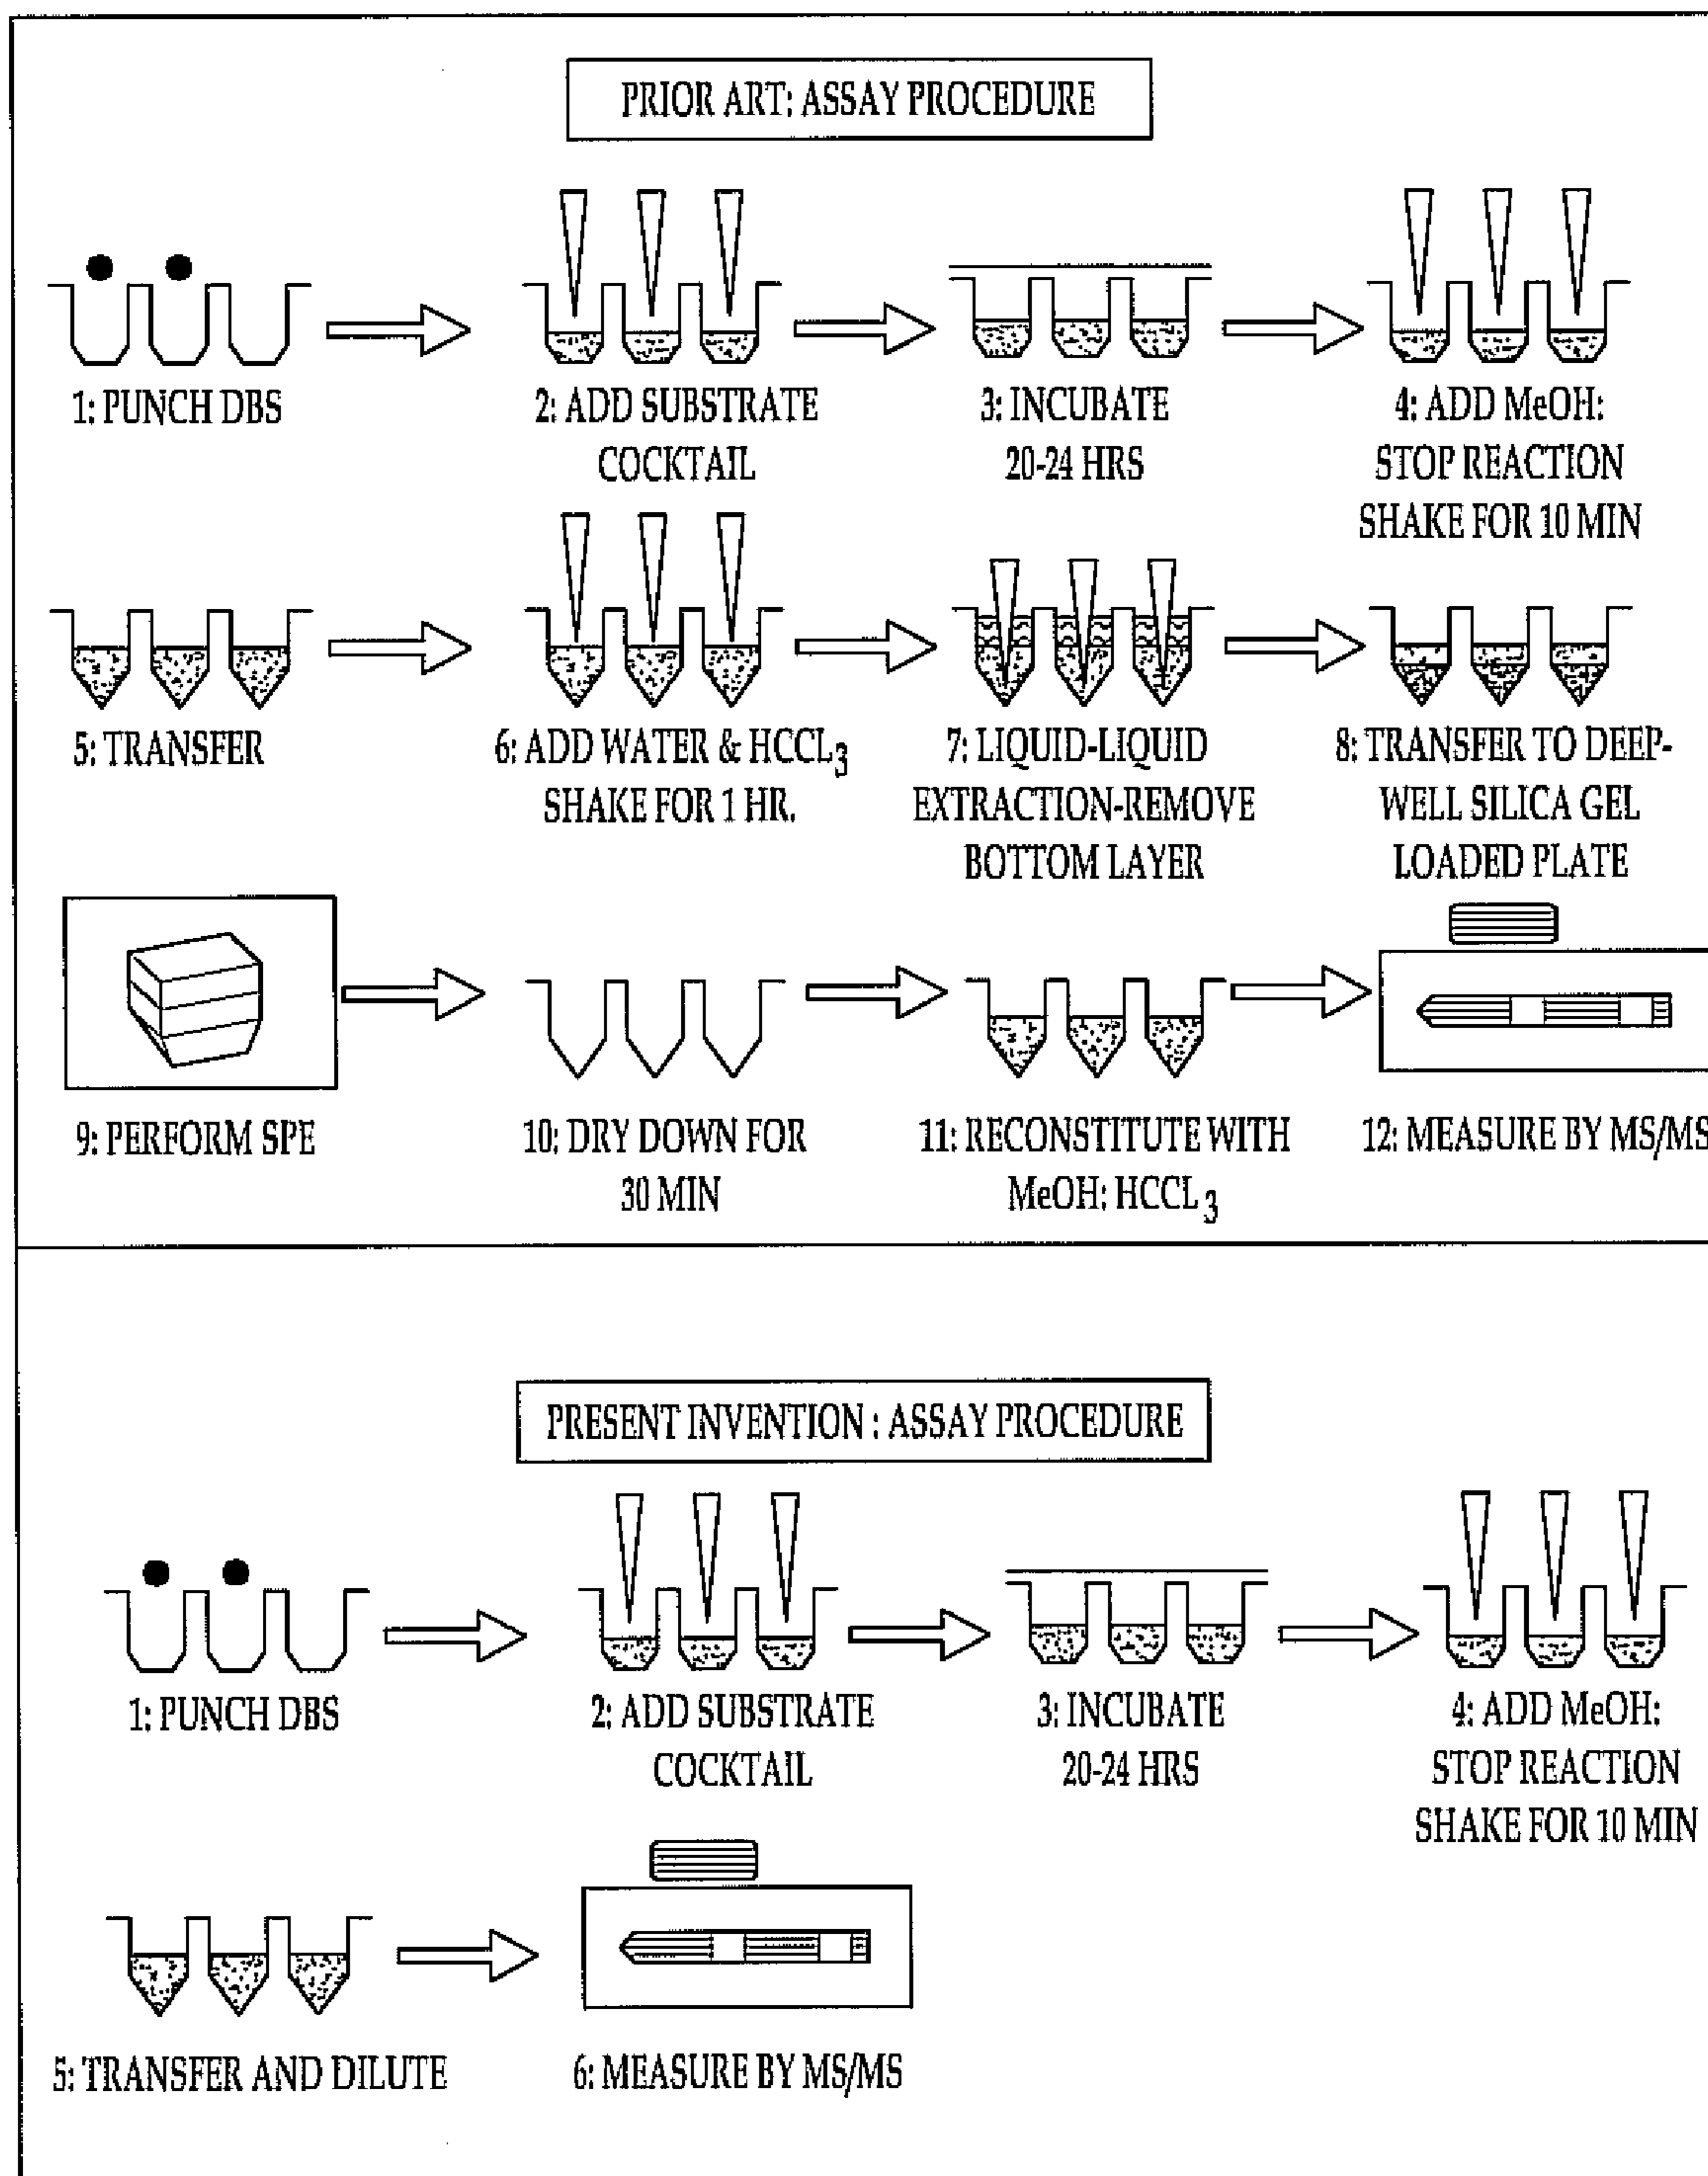 PRIOR ART: ASSAY PROCEDURE
1: PUNCH DBS
2: ADD SUBSTRATE
COCKTAIL
3: INCUBATE
20-24 HRS
4: ADD MeOH:
STOP REACTION
SHAKE FOR 10 MIN
5: TRANSFER
6: ADD WATER & HCCL3
SHAKE FOR 1 HR.
7: LIQUID-LIQUID
EXTRACTION-REMOVE
BOTTOM LAYER
8: TRANSFER TO DEEP-
WELL SILICA GEL
LOADED PLATE
9: PERFORM SPE
10: DRY DOWN FOR
30 MIN
11: RECONSTITUTE WITH
MeOH: HCCL3
12: MEASURE BY MS/MS
PRESENT INVENTION : ASSAY PROCEDURE
1: PUNCH DBS
2: ADD SUBSTRATE
COCKTAIL
3: INCUBATE
20-24 HRS
4: ADD MeOH:
STOP REACTION
SHAKE FOR 10 MIN
5: TRANSFER AND DILUTE
6: MEASURE BY MS/MS